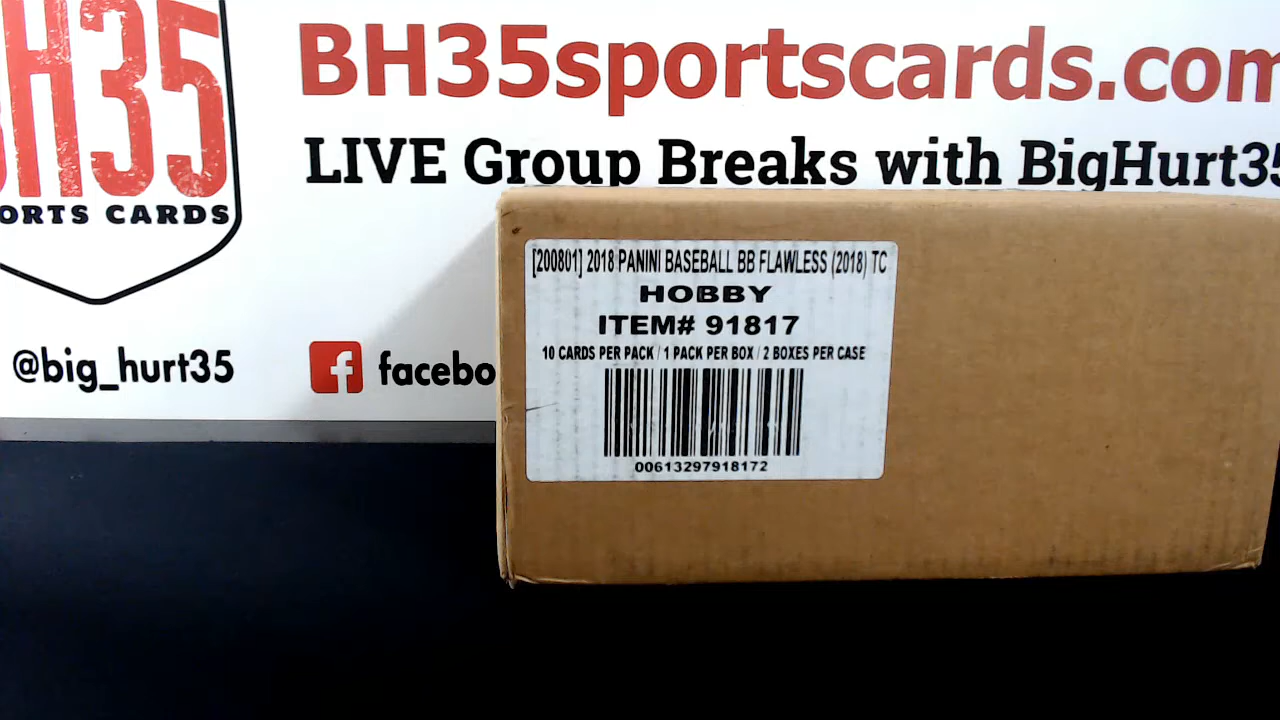 BH35
SPORTS CARDS
BH35sportscards.com
LIVE Group Breaks with BigHurt35
@big_hurt35
facebo
[200801] 2018 PANINI BASEBALL BB FLAWLESS (2018) TC
HOBBY
ITEM# 91817
10 CARDS PER PACK / 1 PACK PER BOX / 2 BOXES PER CASE
00613297918172